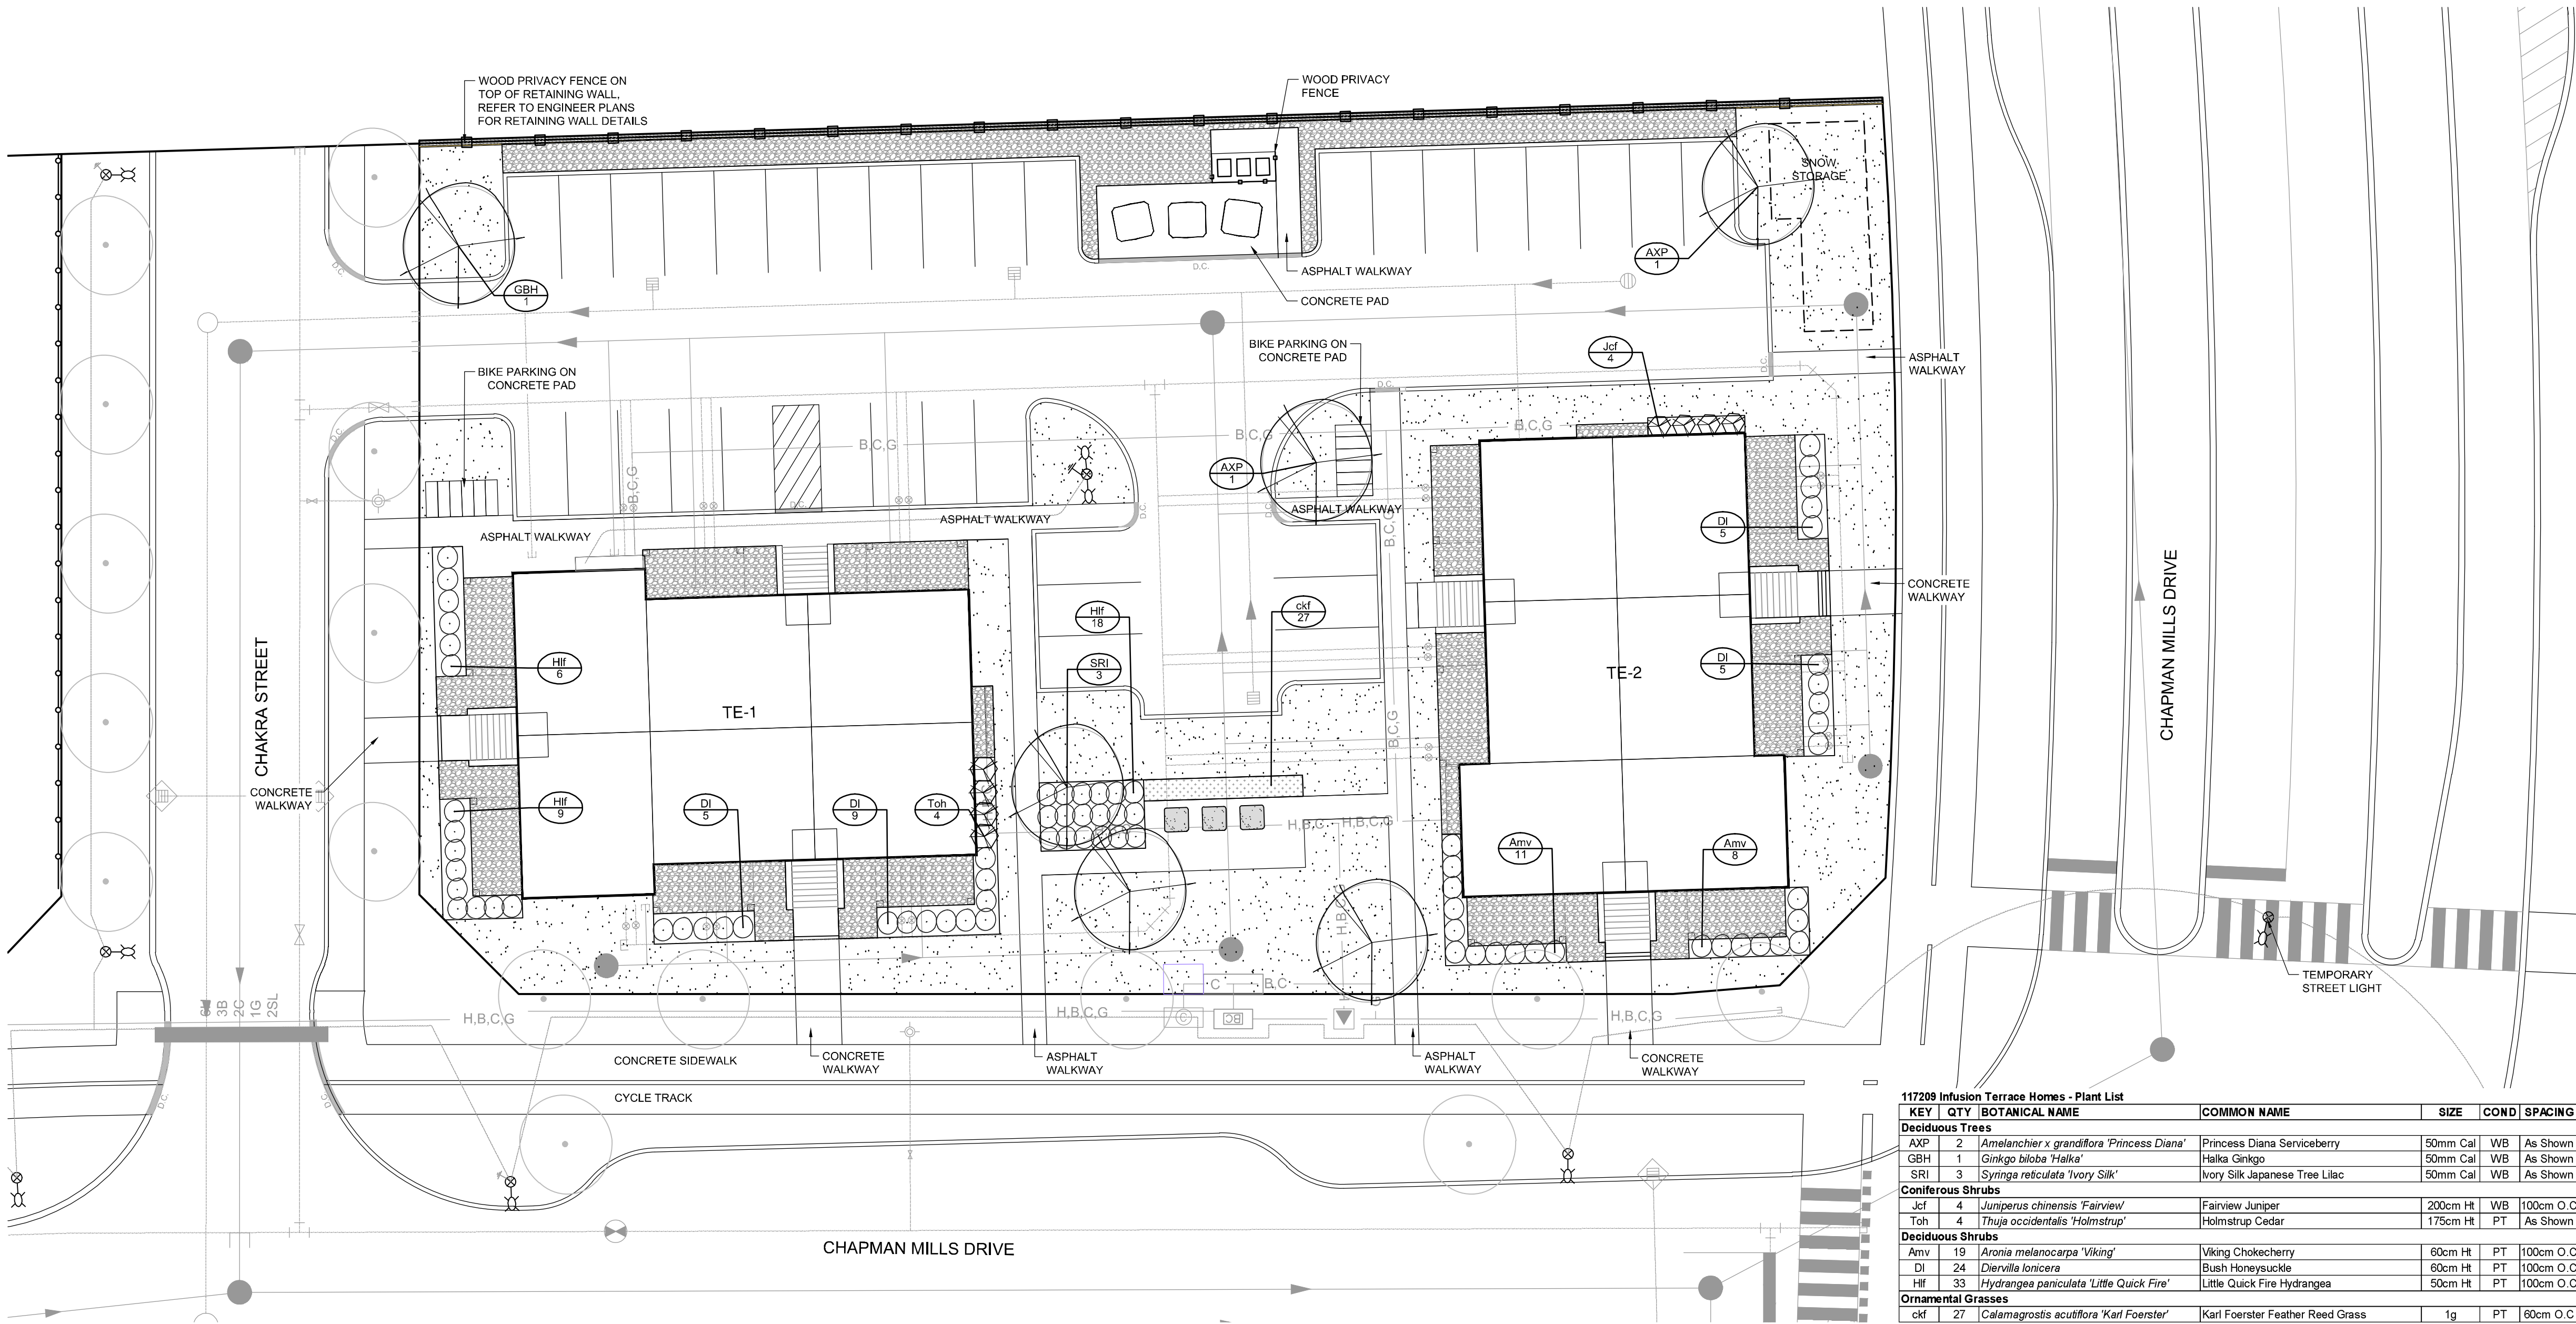 WOOD PRIVACY FENCE ON
TOP OF RETAINING WALL,
REFER TO ENGINEER PLANS
FOR RETAINING WALL DETAILS
WOOD PRIVACY
FENCE
SNOW
STORAGE
D.C.
GBH
1
AXP
1
D.C.
ASPHALT WALKWAY
CONCRETE PAD
BIKE PARKING ON
CONCRETE PAD
BIKE PARKING ON
CONCRETE PAD
Jcf
4
ASPHALT
WALKWAY
D.C.
D.C.
D.C.
B,C,G
B,C,G
B,C,G
B,C,G
AXP
1
D.C.
D.C.
D.C.
ASPHALT WALKWAY
ASPHALT WALKWAY
ASPHALT WALKWAY
B,C,G
Dl
5
CONCRETE
WALKWAY
Hlf
18
ckf
27
Hlf
6
SRI
3
Dl
5
TE-1
TE-2
B,C,G
CHAKRA STREET
CHAPMAN MILLS DRIVE
CONCRETE
WALKWAY
Hlf
9
Dl
5
Dl
9
Toh
4
H,B,C
H,B,C,G
Amv
11
Amv
8
TEMPORARY
STREET LIGHT
3B
2C
1G
2SL
C
B,C
BC
H,B,C,G
H,B,C,G
H,B,C,G
CONCRETE SIDEWALK
CONCRETE
WALKWAY
ASPHALT
WALKWAY
ASPHALT
WALKWAY
CONCRETE
WALKWAY
D.C.
D.C.
CYCLE TRACK
CHAPMAN MILLS DRIVE
117209 Infusion Terrace Homes - Plant List
KEY QTY BOTANICAL NAME COMMON NAME SIZE COND SPACING
Deciduous Trees
AXP 2 Amelanchier x grandiflora 'Princess Diana' Princess Diana Serviceberry 50mm Cal WB As Shown
GBH 1 Ginkgo biloba 'Halka' Halka Ginkgo 50mm Cal WB As Shown
SRI 3 Syringa reticulata 'Ivory Silk' Ivory Silk Japanese Tree Lilac 50mm Cal WB As Shown
Coniferous Shrubs
Jcf 4 Juniperus chinensis 'Fairview' Fairview Juniper 200cm Ht WB 100cm O.C
Toh 4 Thuja occidentalis 'Holmstrup' Holmstrup Cedar 175cm Ht PT As Shown
Deciduous Shrubs
Amv 19 Aronia melanocarpa 'Viking' Viking Chokecherry 60cm Ht PT 100cm O.C
Dl 24 Diervilla lonicera Bush Honeysuckle 60cm Ht PT 100cm O.C
Hlf 33 Hydrangea paniculata 'Little Quick Fire' Little Quick Fire Hydrangea 50cm Ht PT 100cm O.C
Ornamental Grasses
ckf 27 Calamagrostis acutiflora 'Karl Foerster' Karl Foerster Feather Reed Grass 1g PT 60cm O.C